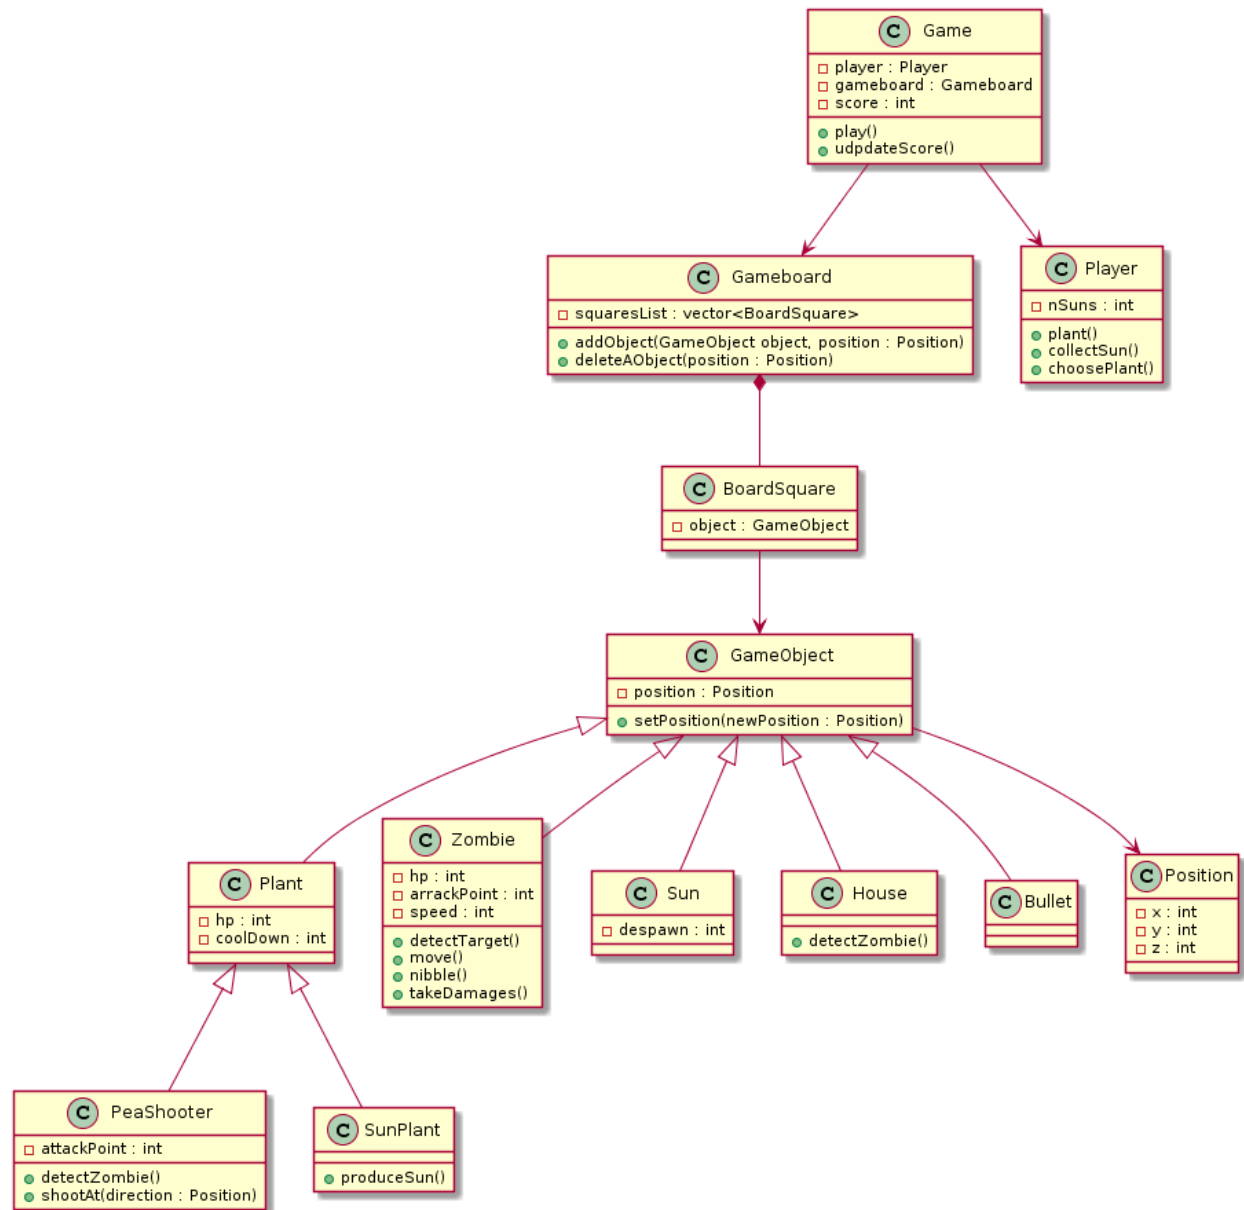 C Game
player : Player
gameboard : Gameboard
score : int
play()
udpdateScore()
C Gameboard
squaresList : vector<BoardSquare>
addObject(GameObject object, position : Position)
deleteAObject(position : Position)
C Player
nSuns : int
plant()
collectSun()
choosePlant()
C BoardSquare
object : GameObject
C GameObject
position : Position
setPosition(newPosition : Position)
C Plant
hp : int
coolDown : int
C Zombie
hp : int
arrackPoint : int
speed : int
detectTarget()
move()
nibble()
takeDamages()
C Sun
despawn : int
C House
detectZombie()
C Bullet
C Position
x : int
y : int
z : int
C PeaShooter
attackPoint : int
detectZombie()
shootAt(direction : Position)
C SunPlant
produceSun()